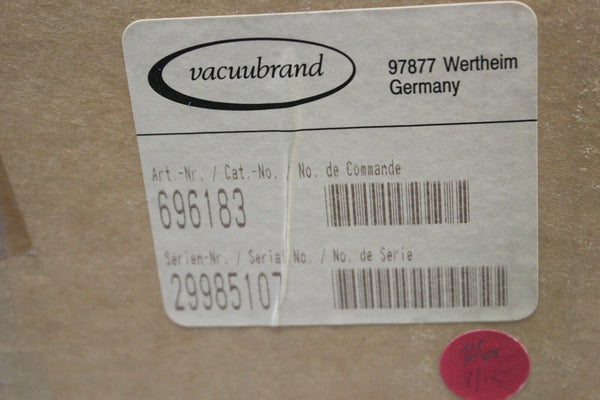 vacuubrand
97877 Wertheim
Germany
Art.-Nr. / Cat.-No. / No. de Commande
696183
Serien-Nr. / Serial No. / No. de Serie
29985107